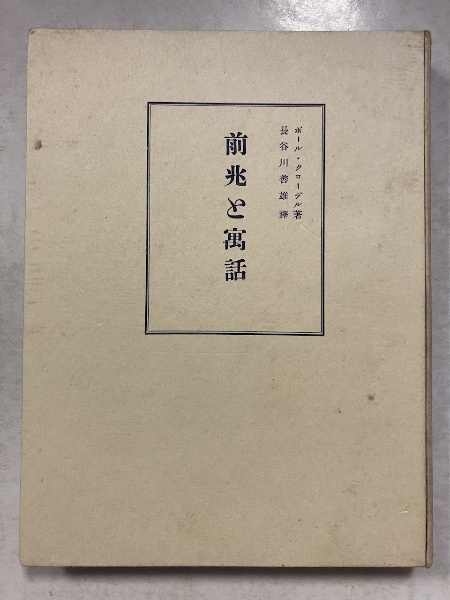 ポール・クローデル著
長谷川善雄譯
前兆と寓話